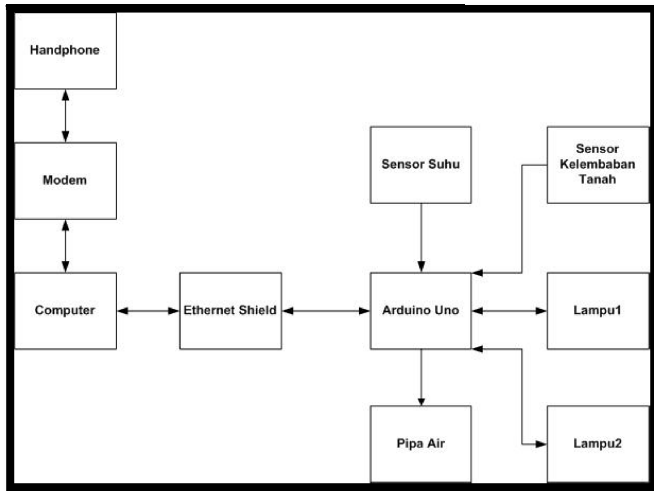 Handphone
Modem
Sensor Suhu
Sensor
Kelembaban
Tanah
Computer
Ethernet Shield
Arduino Uno
Lampu1
Pipa Air
Lampu2